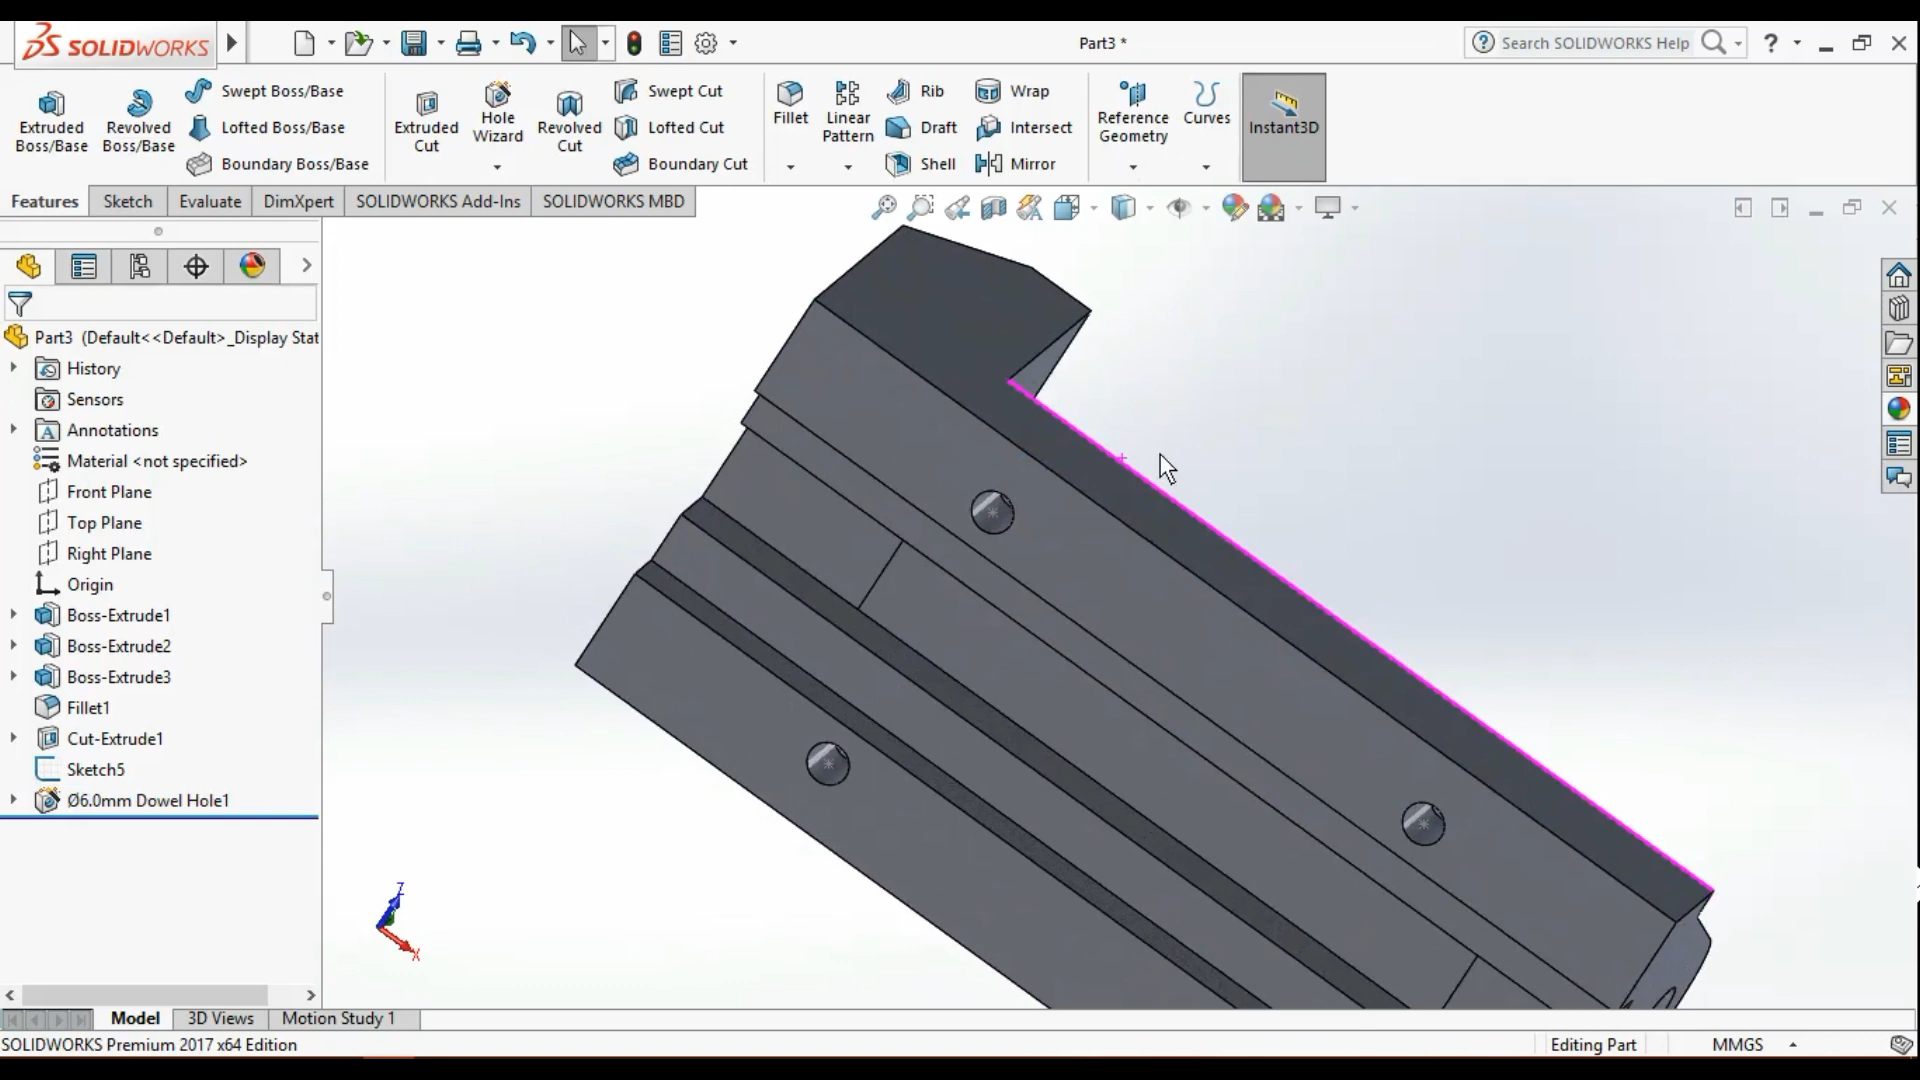 SOLIDWORKS
Part3 *
Search SOLIDWORKS Help
?
Extruded Boss/Base
Revolved Boss/Base
Swept Boss/Base
Lofted Boss/Base
Boundary Boss/Base
Extruded Cut
Hole Wizard
Revolved Cut
Swept Cut
Lofted Cut
Boundary Cut
Fillet
Linear Pattern
Rib
Draft
Shell
Wrap
Intersect
Mirror
Reference Geometry
Curves
Instant3D
Features
Sketch
Evaluate
DimXpert
SOLIDWORKS Add-Ins
SOLIDWORKS MBD
Part3 (Default<<Default>_Display Stat
History
Sensors
Annotations
Material <not specified>
Front Plane
Top Plane
Right Plane
Origin
Boss-Extrude1
Boss-Extrude2
Boss-Extrude3
Fillet1
Cut-Extrude1
Sketch5
Ø6.0mm Dowel Hole1
Z
X
Model
3D Views
Motion Study 1
SOLIDWORKS Premium 2017 x64 Edition
Editing Part
MMGS